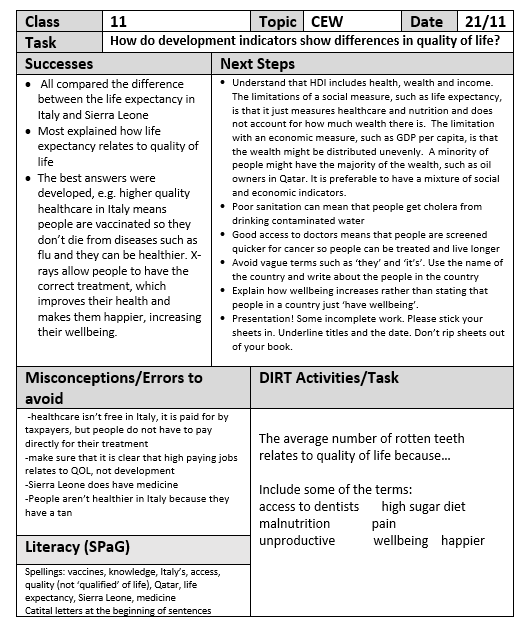 Class 11 Topic CEW Date 21/11
Task How do development indicators show differences in quality of life?
Successes
• All compared the difference
between the life expectancy in
Italy and Sierra Leone
• Most explained how life
expectancy relates to quality of
life
• The best answers were
developed, e.g. higher quality
healthcare in Italy means
people are vaccinated so they
don't die from diseases such as
flu and they can be healthier. X-
rays allow people to have the
correct treatment, which
improves their health and
makes them happier, increasing
their wellbeing.
Next Steps
• Understand that HDI includes health, wealth and income.
The limitations of a social measure, such as life expectancy,
is that it just measures healthcare and nutrition and does
not account for how much wealth there is. The limitation
with an economic measure, such as GDP per capita, is that
the wealth might be distributed unevenly. A minority of
people might have the majority of the wealth, such as oil
owners in Qatar. It is preferable to have a mixture of social
and economic indicators.
• Poor sanitation can mean that people get cholera from
drinking contaminated water
• Good access to doctors means that people are screened
quicker for cancer so people can be treated and live longer
• Avoid vague terms such as 'they' and 'it's'. Use the name of
the country and write about the people in the country
• Explain how wellbeing increases rather than stating that
people in a country just 'have wellbeing'.
• Presentation! Some incomplete work. Please stick your
sheets in. Underline titles and the date. Don't rip sheets out
of your book.
Misconceptions/Errors to
avoid
-healthcare isn't free in Italy, it is paid for by
taxpayers, but people do not have to pay
directly for their treatment
-make sure that it is clear that high paying jobs
relates to QOL, not development
-Sierra Leone does have medicine
-People aren't healthier in Italy because they
have a tan
Literacy (SPaG)
Spellings: vaccines, knowledge, Italy's, access,
quality (not 'qualified' of life), Qatar, life
expectancy, Sierra Leone, medicine
Catital letters at the beginning of sentences
DIRT Activities/Task
The average number of rotten teeth
relates to quality of life because…
Include some of the terms:
access to dentists high sugar diet
malnutrition pain
unproductive wellbeing happier